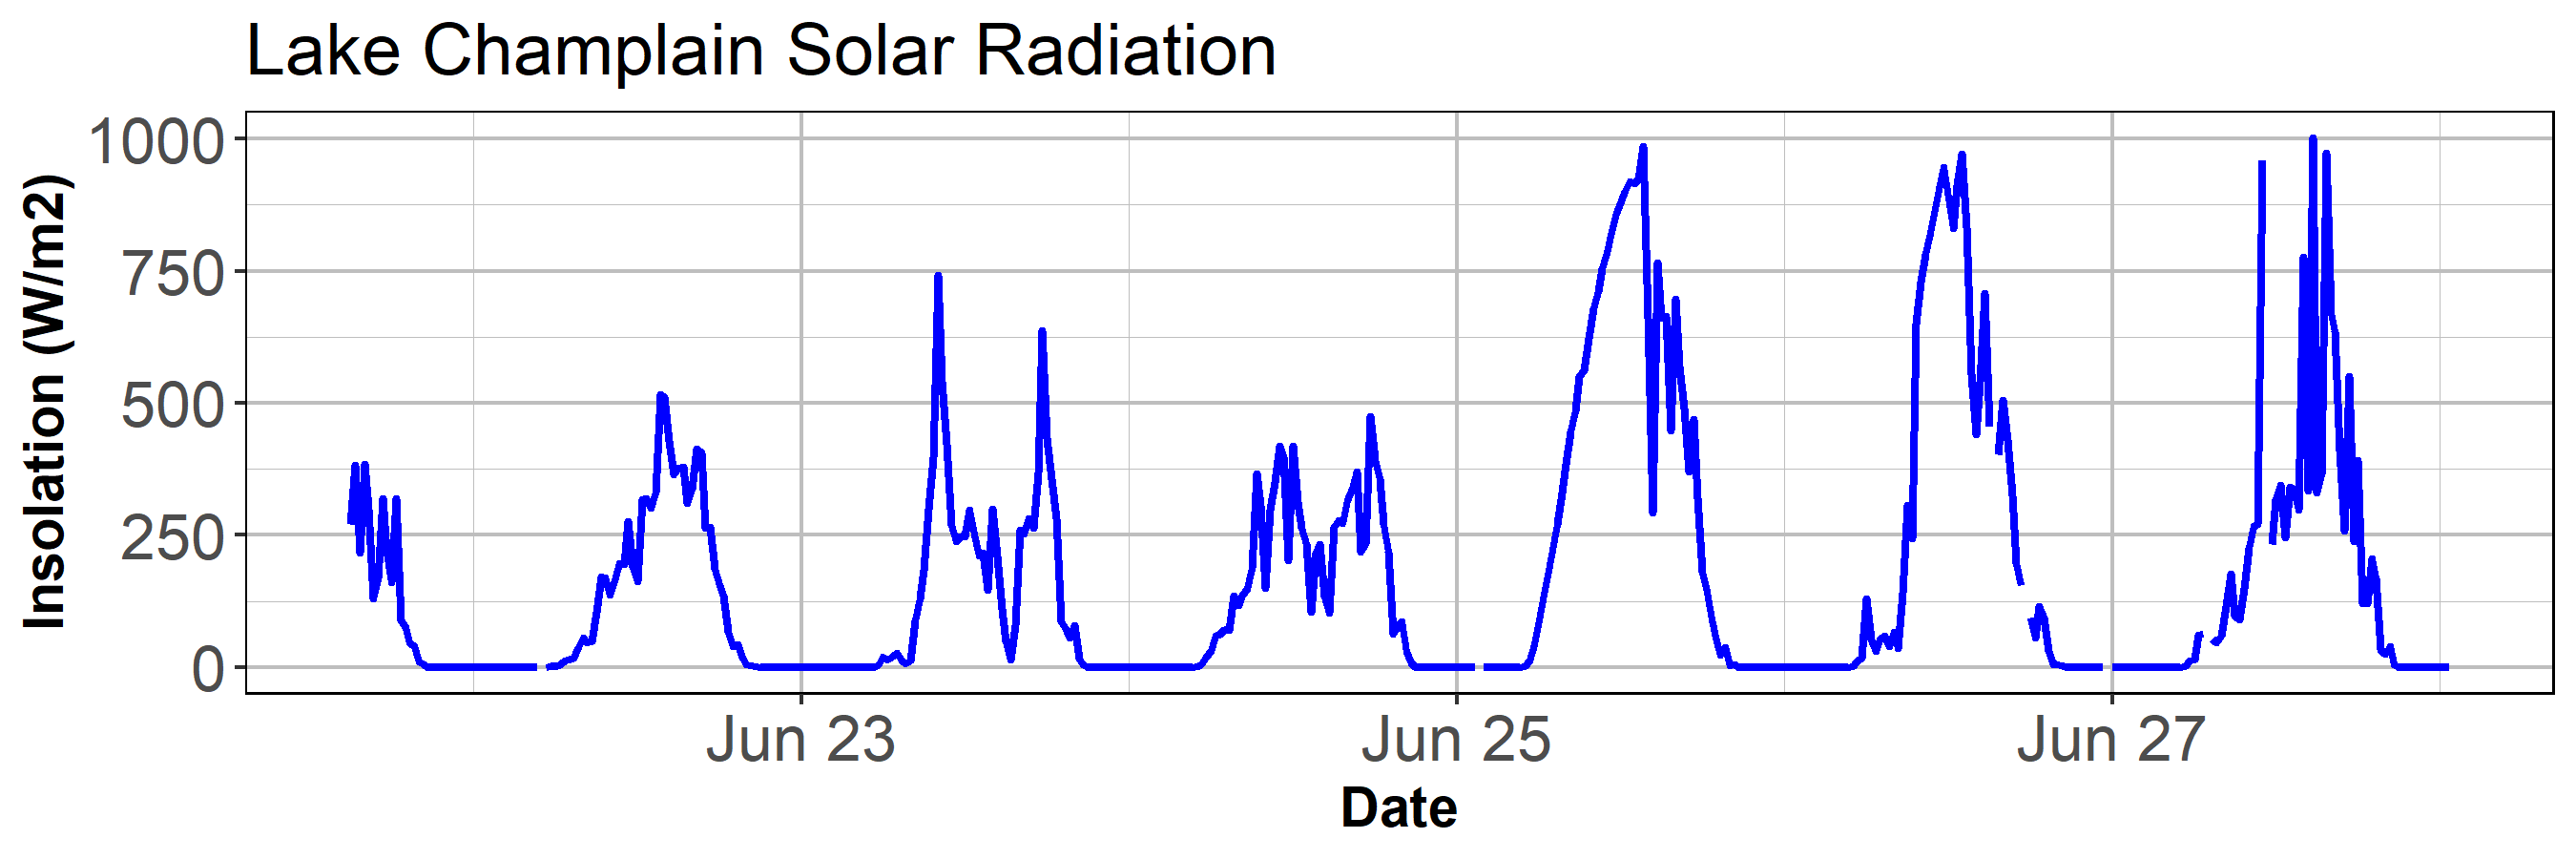 Lake Champlain Solar Radiation
Insolation (W/m2)
1000
750
500
250
0
Jun 23
Jun 25
Jun 27
Date